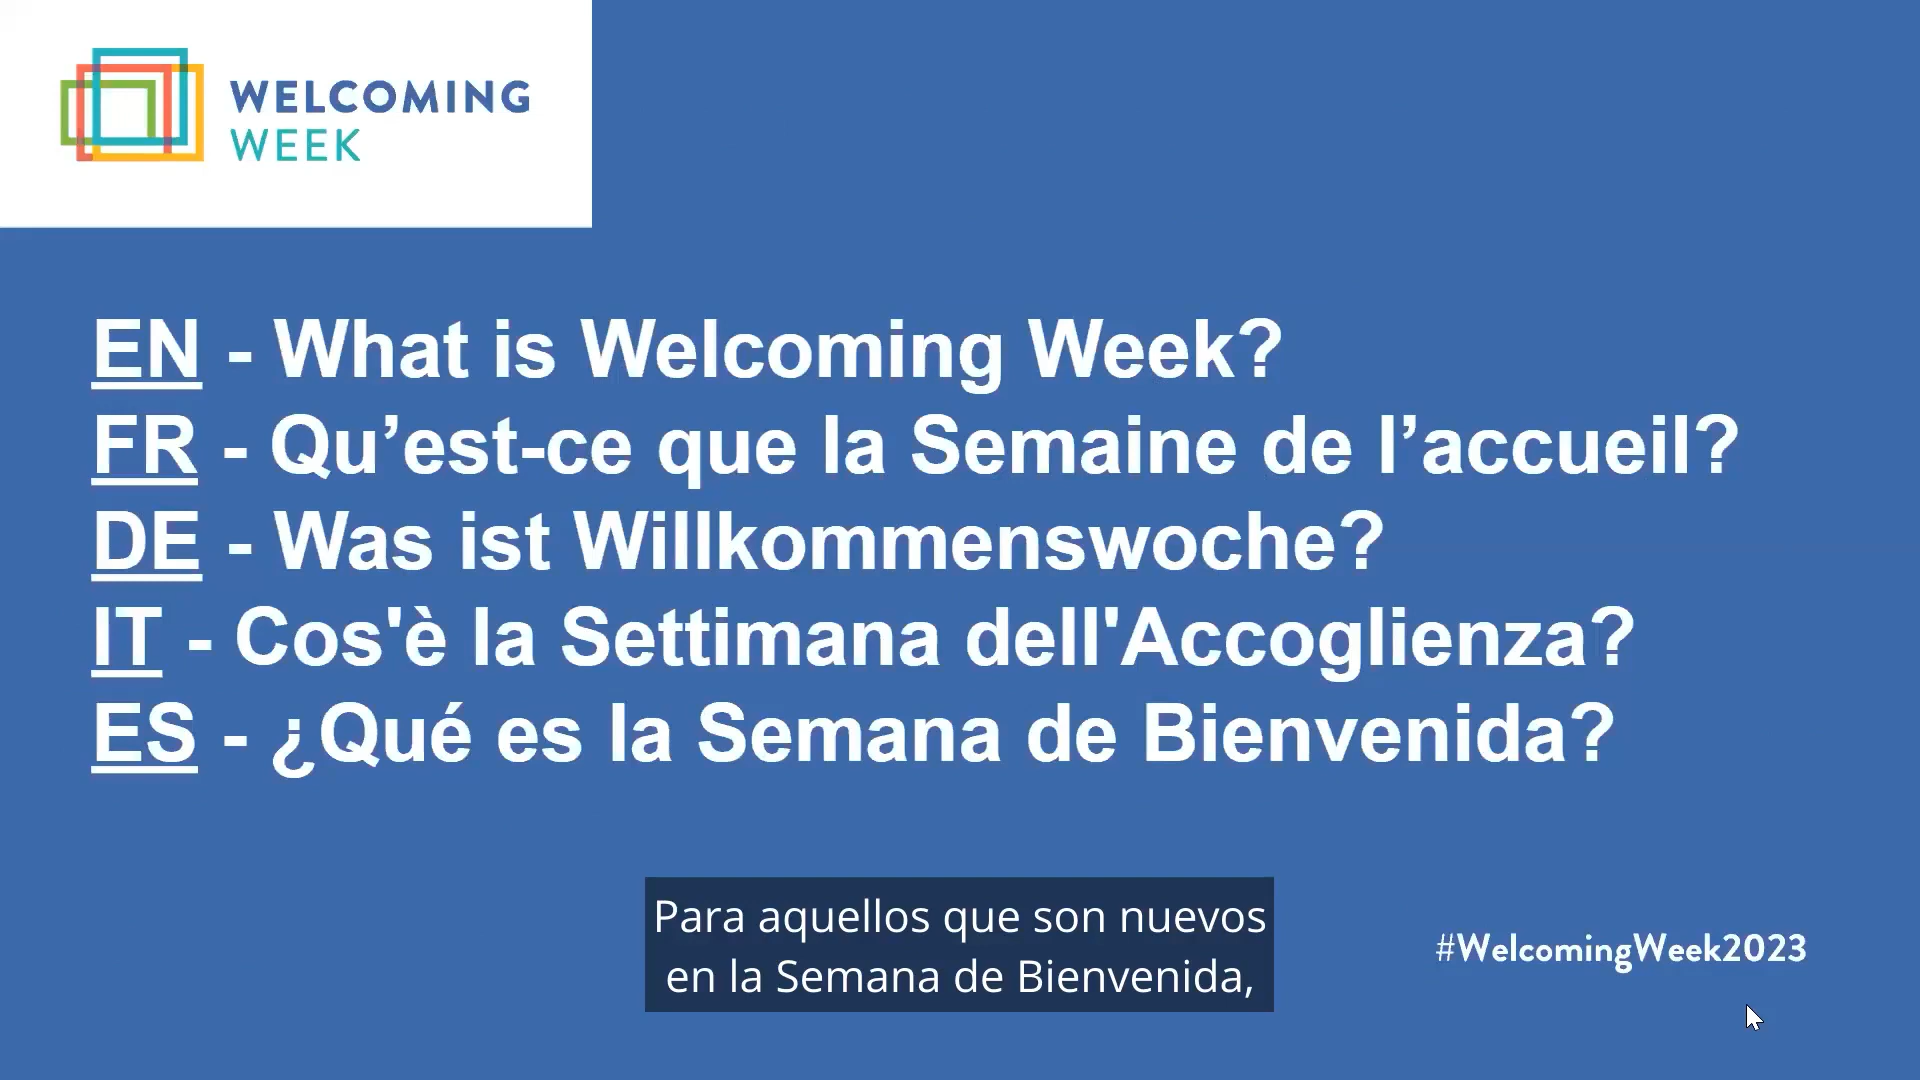 WELCOMING
WEEK
EN - What is Welcoming Week?
FR - Qu’est-ce que la Semaine de l’accueil?
DE - Was ist Willkommenswoche?
IT - Cos'è la Settimana dell'Accoglienza?
ES - ¿Qué es la Semana de Bienvenida?
Para aquellos que son nuevos
en la Semana de Bienvenida,
#WelcomingWeek2023